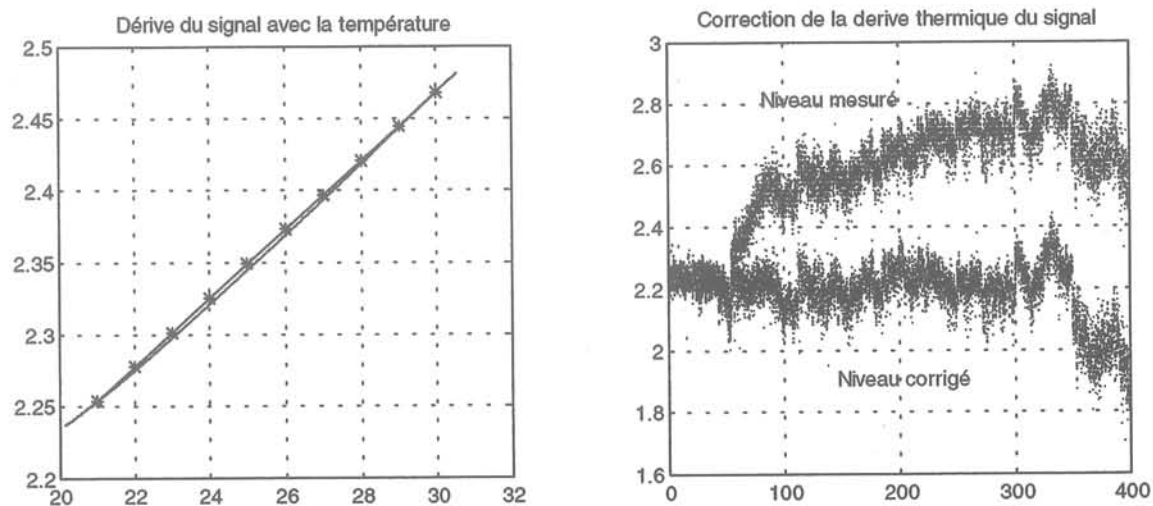 Dérive du signal avec la température
2.5
2.45
2.4
2.35
2.3
2.25
2.2
20 22 24 26 28 30 32
Correction de la derive thermique du signal
3
2.8
2.6
2.4
2.2
2
1.8
1.6
Niveau mesuré
Niveau corrigé
0 100 200 300 400